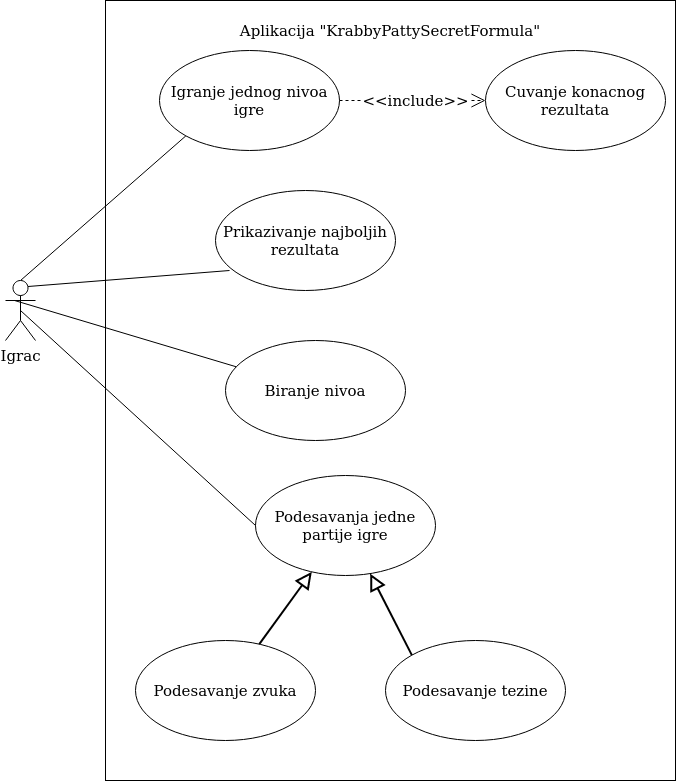 Aplikacija "KrabbyPattySecretFormula"
Igranje jednog nivoa
igre
<<include>>
Cuvanje konacnog
rezultata
Prikazivanje najboljih
rezultata
Igrac
Biranje nivoa
Podesavanja jedne
partije igre
Podesavanje zvuka
Podesavanje tezine